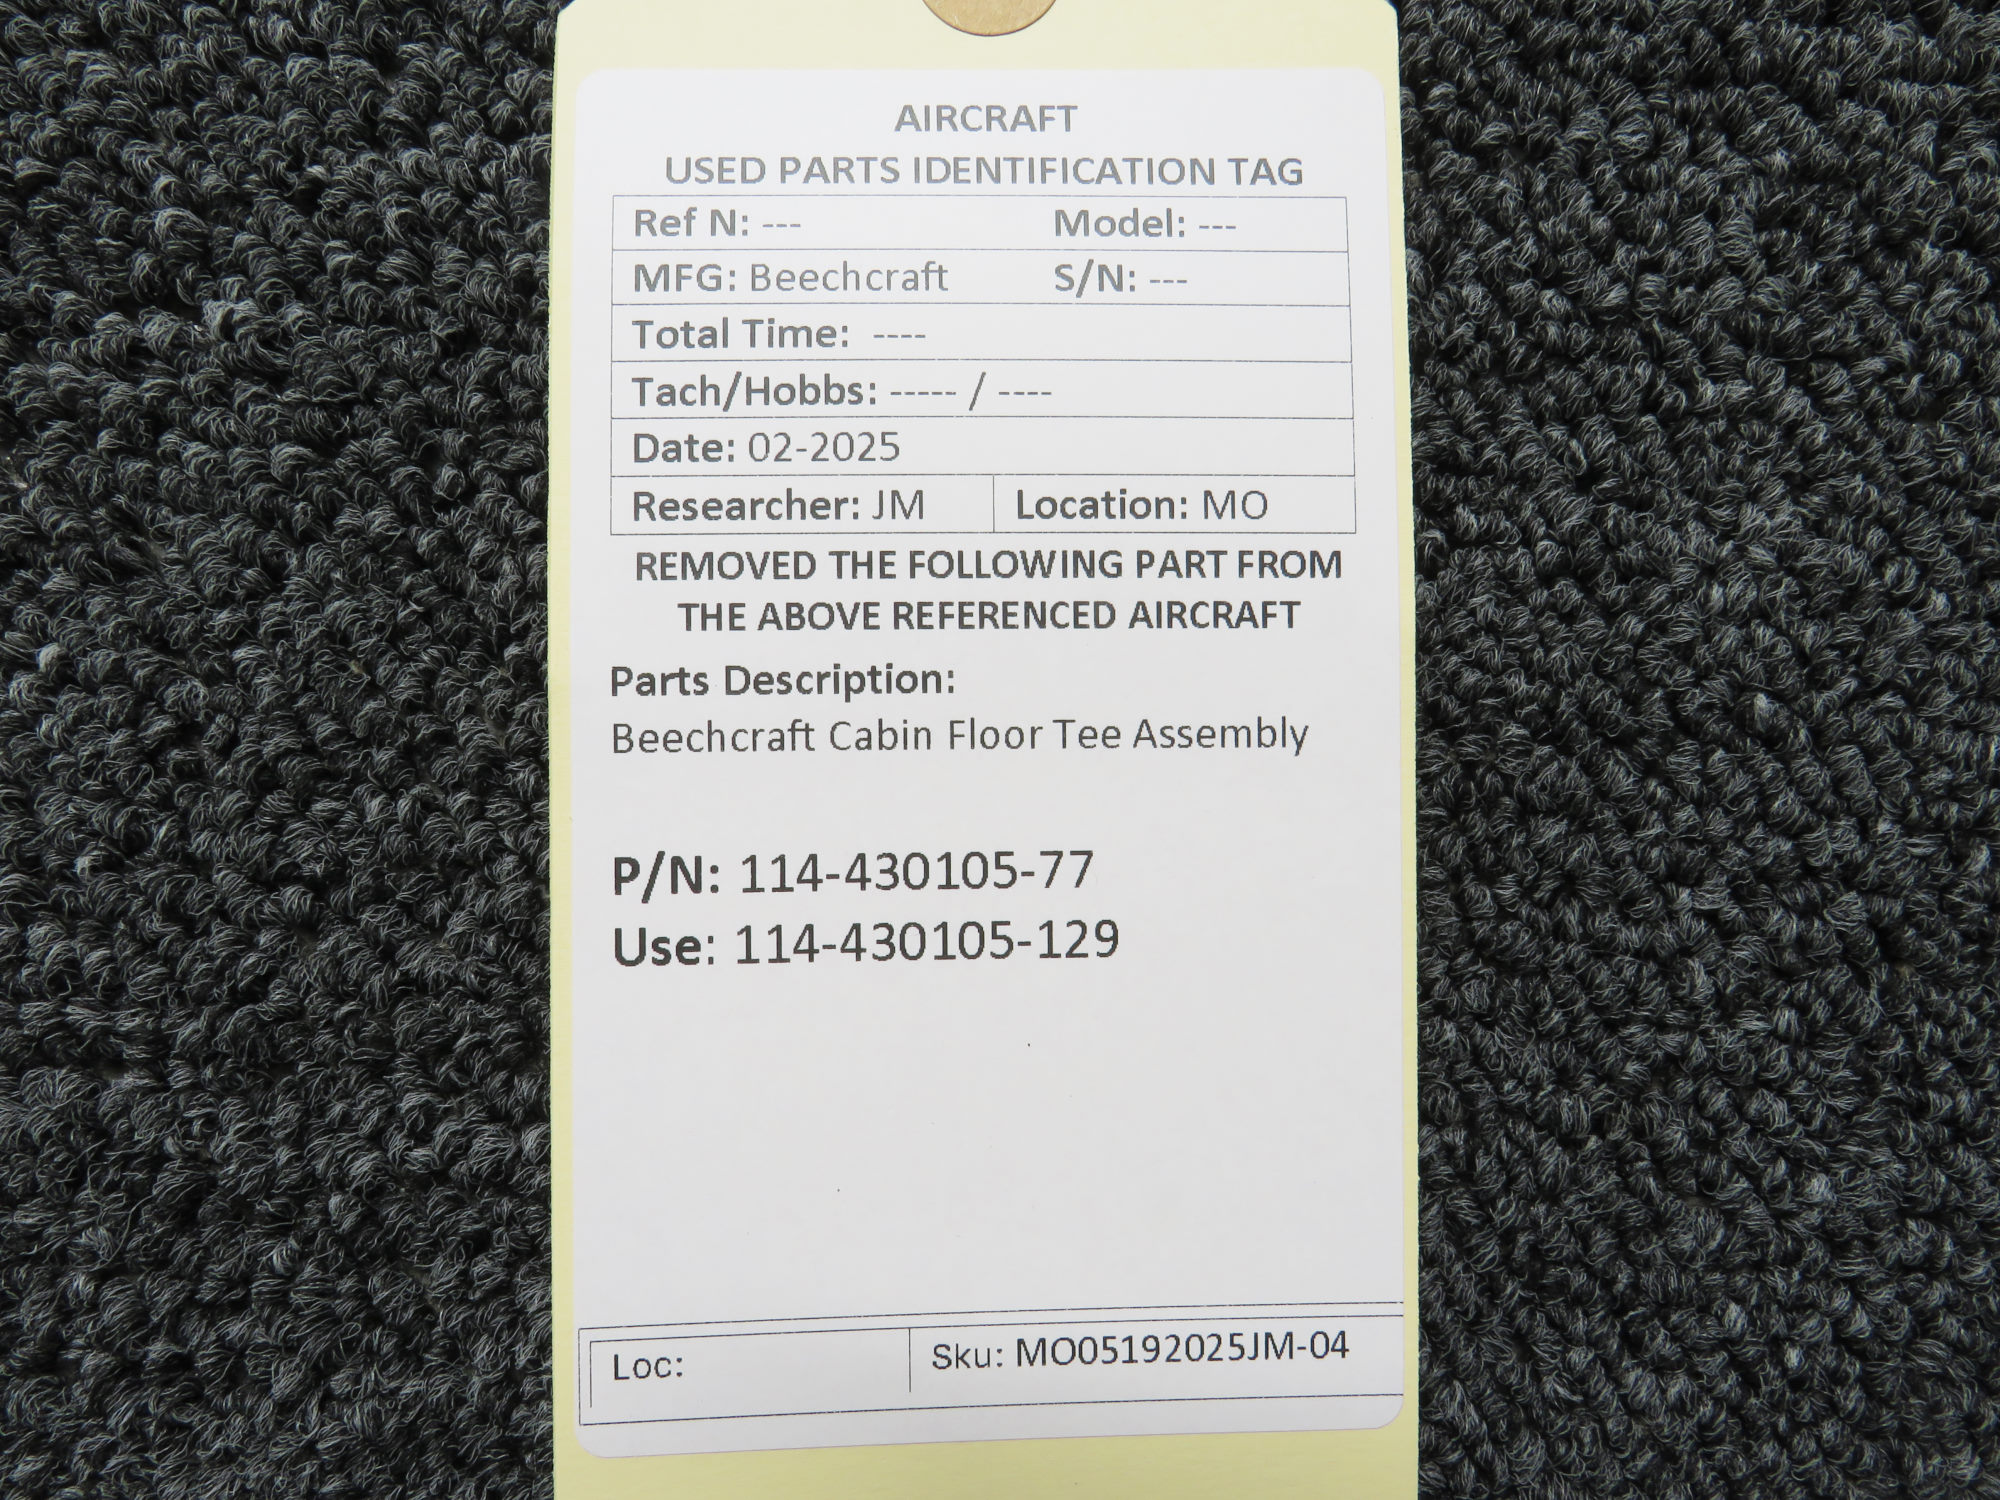 AIRCRAFT
USED PARTS IDENTIFICATION TAG
Ref N: --- Model: ---
MFG: Beechcraft S/N: ---
Total Time: ----
Tach/Hobbs: ----- / ----
Date: 02-2025
Researcher: JM Location: MO
REMOVED THE FOLLOWING PART FROM
THE ABOVE REFERENCED AIRCRAFT
Parts Description:
Beechcraft Cabin Floor Tee Assembly
P/N: 114-430105-77
Use: 114-430105-129
Loc: Sku: MO05192025JM-04